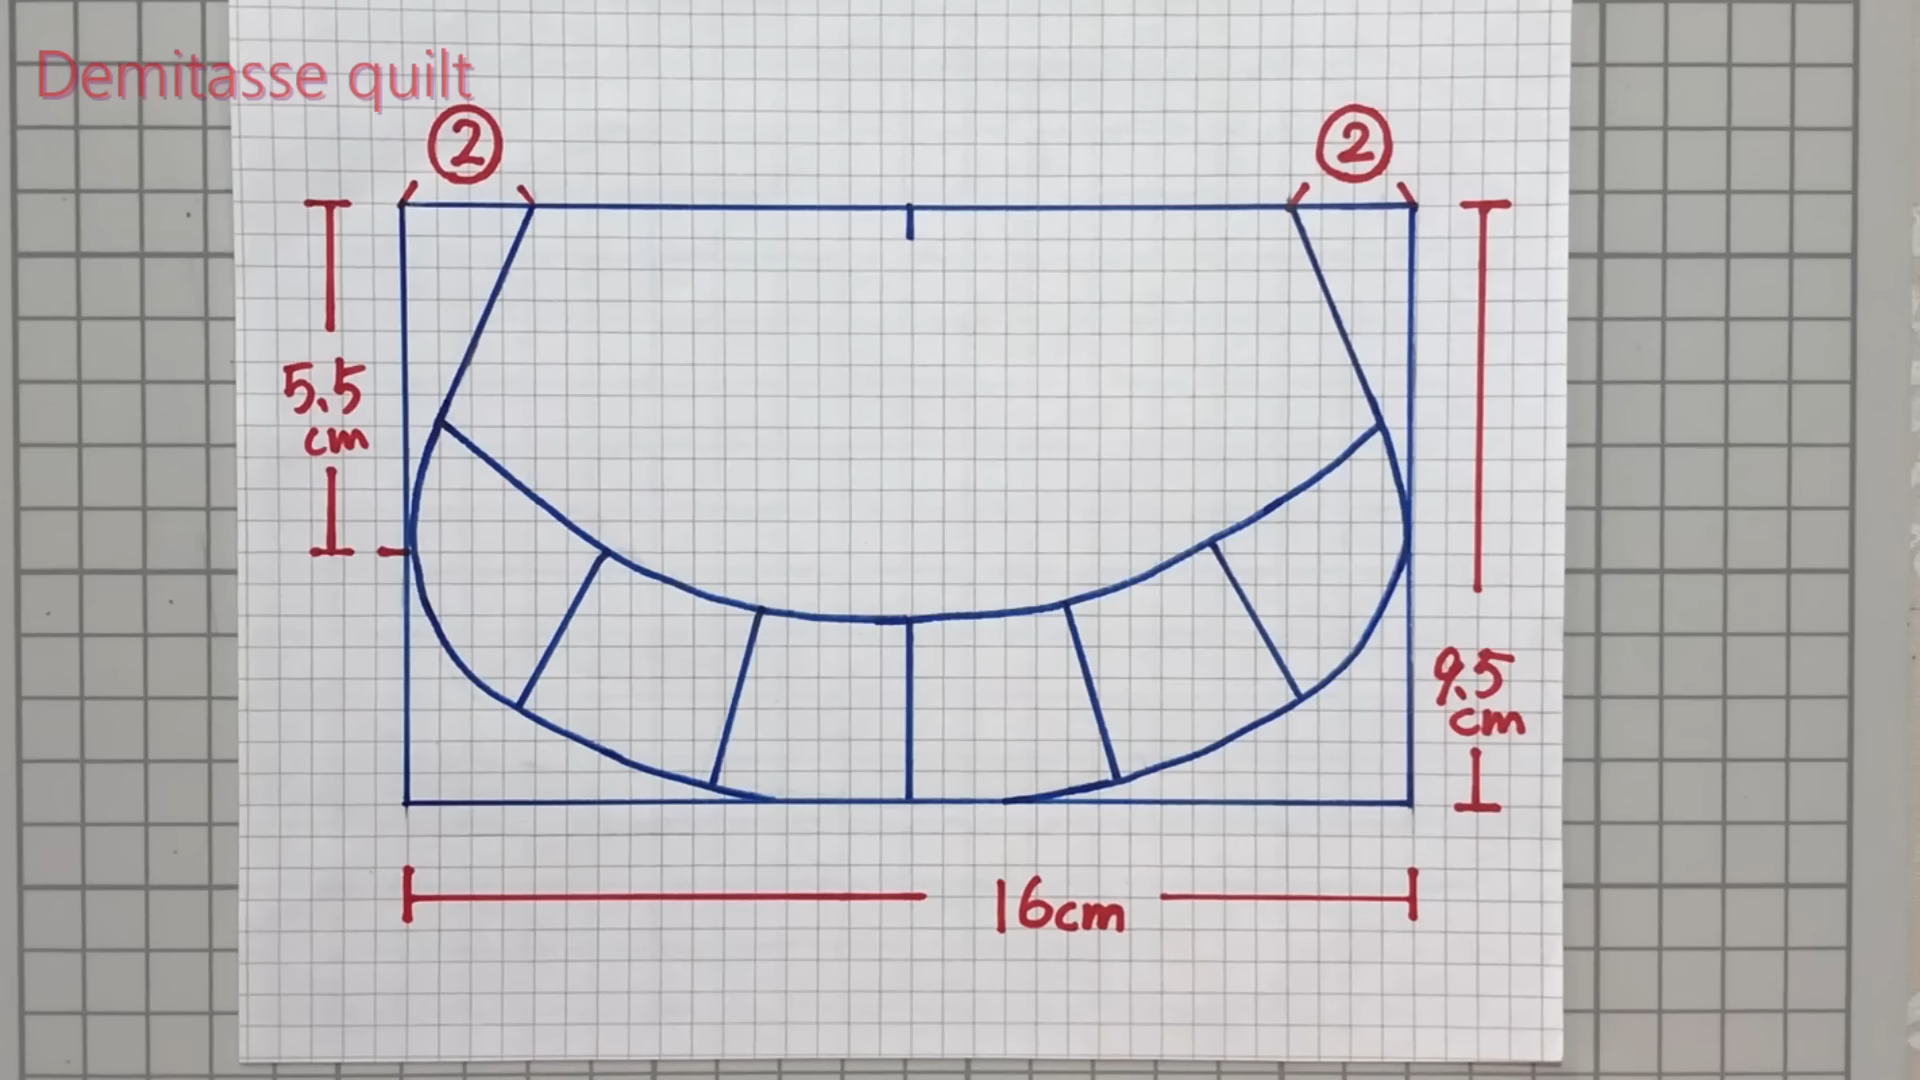 Demitasse quilt
②
②
5.5
cm
9.5
cm
16cm